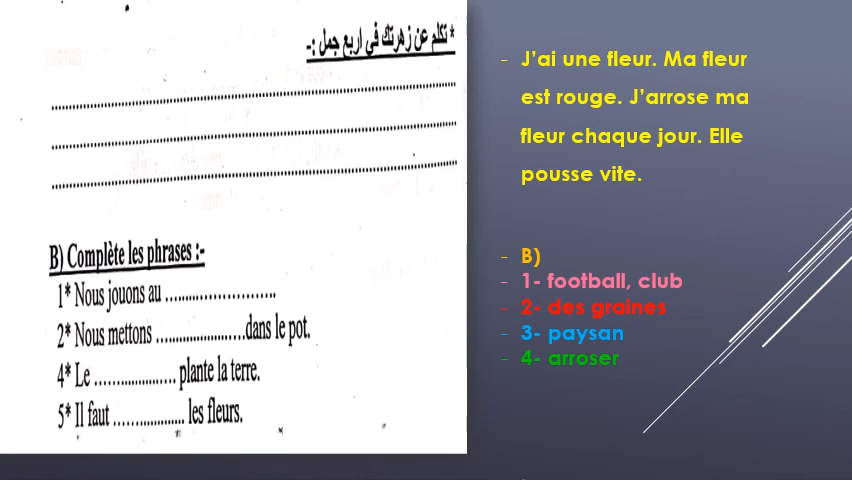 * تكلم عن زهرتك في اربع جمل :-
B) Complète les phrases :-
1* Nous jouons au ................................
2* Nous mettons ........................dans le pot.
4* Le .................... plante la terre.
5* Il faut .................. les fleurs.
- J'ai une fleur. Ma fleur
est rouge. J'arrose ma
fleur chaque jour. Elle
pousse vite.
- B)
- 1- football, club
- 2- des graines
- 3- paysan
- 4- arroser